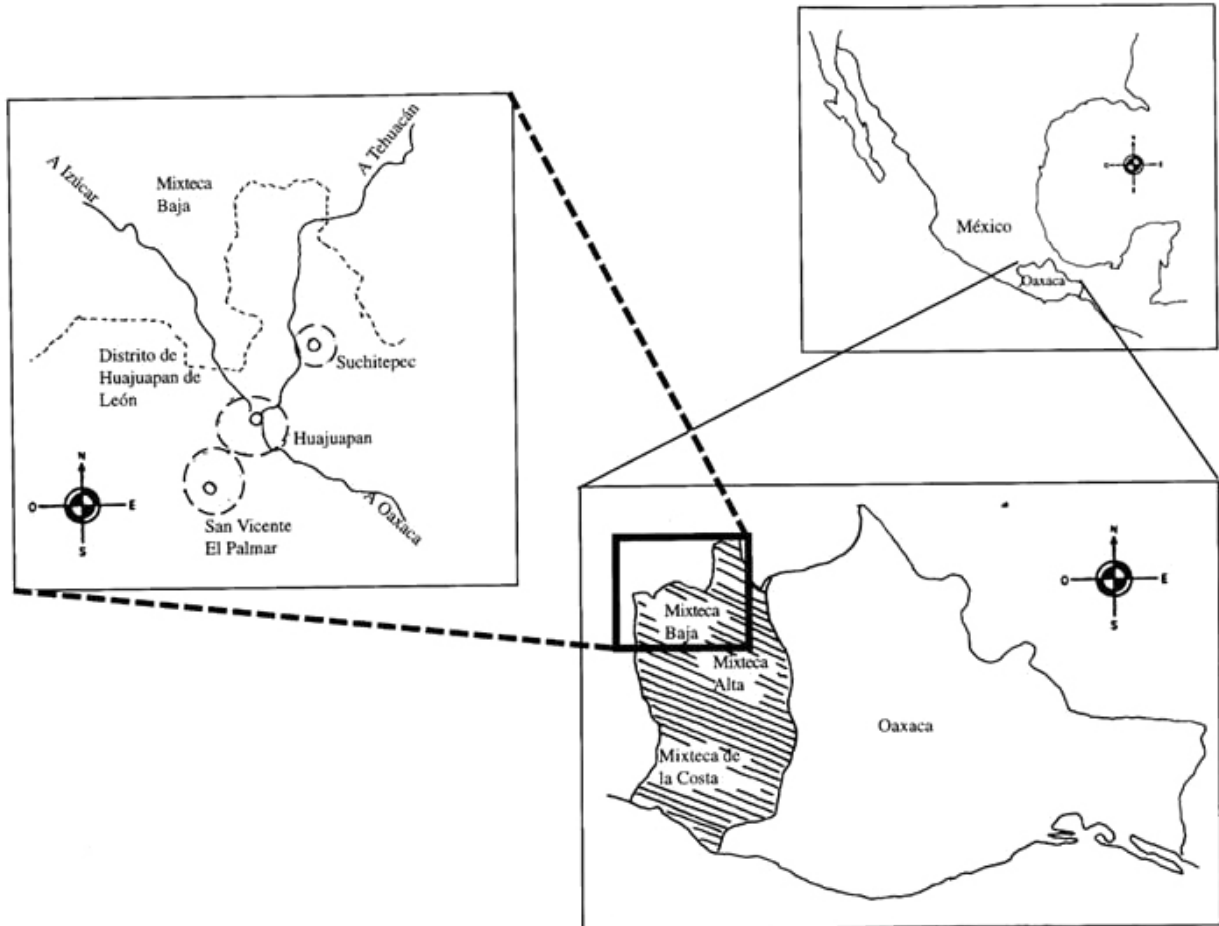 A Izúcar
Mixteca
Baja
A Tehuacán
Distrito de
Huajuapan de
León
Suchitepec
Huajuapan
A Oaxaca
San Vicente
El Palmar
N
O
E
S
México
Oaxaca
N
O
E
S
Mixteca
Baja
Mixteca
Alta
Mixteca de
la Costa
Oaxaca
N
O
E
S